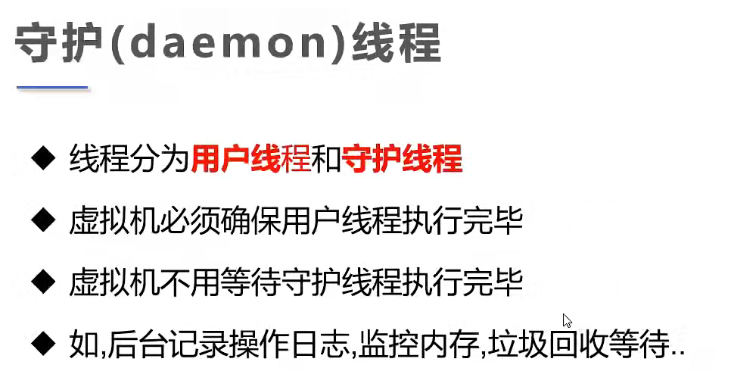 守护(daemon)线程
◆ 线程分为用户线程和守护线程
◆ 虚拟机必须确保用户线程执行完毕
◆ 虚拟机不用等待守护线程执行完毕
◆ 如,后台记录操作日志,监控内存,垃圾回收等待..